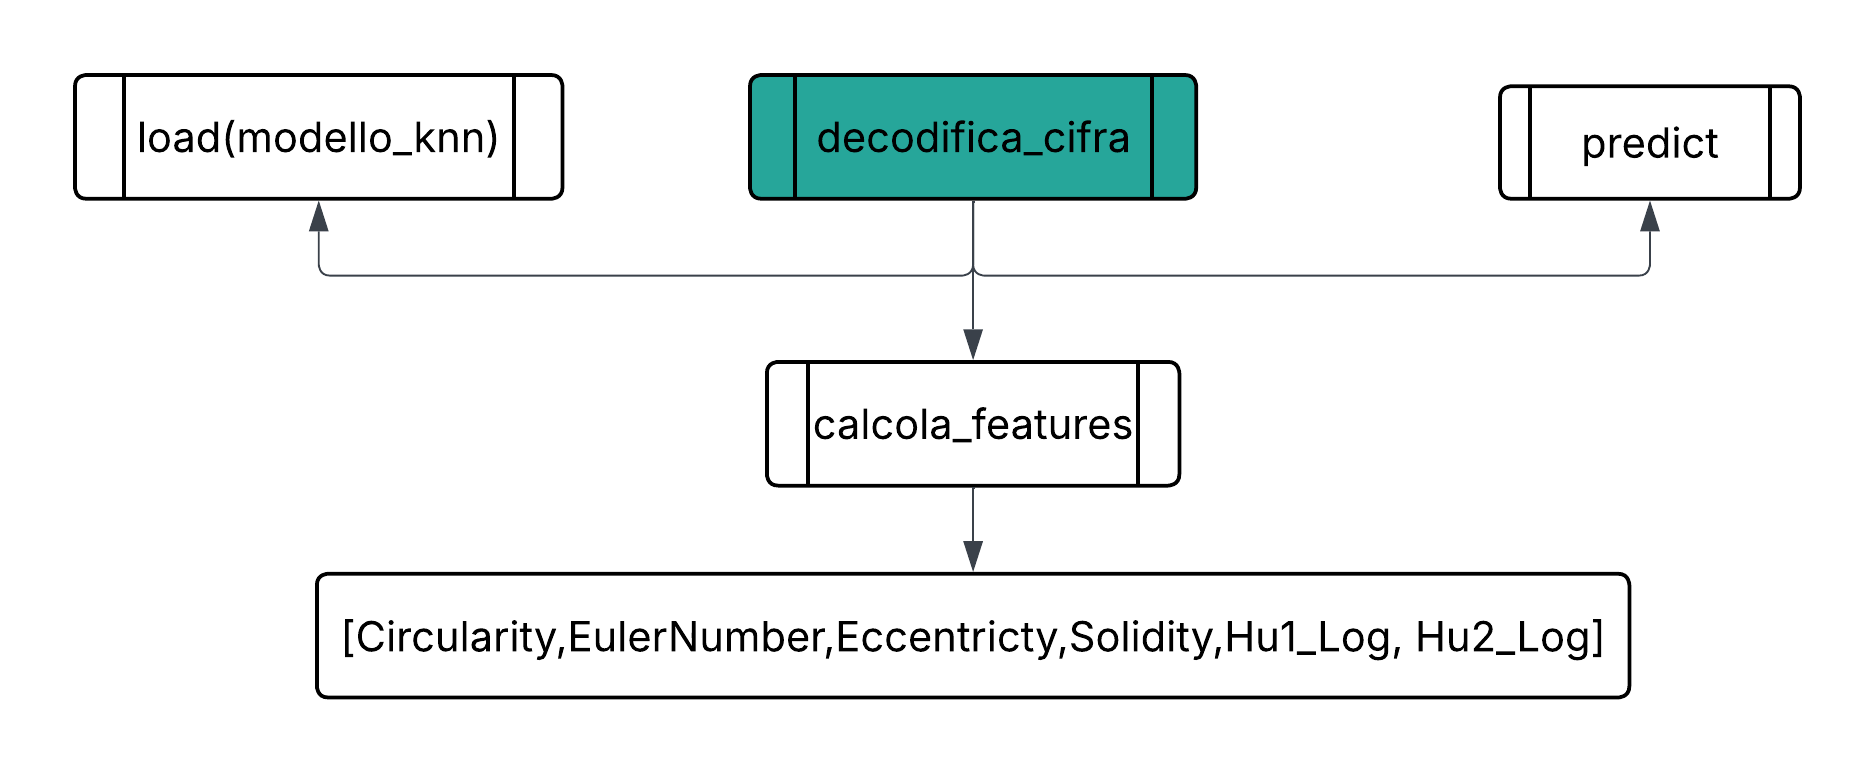 load(modello_knn)
decodifica_cifra
predict
calcola_features
[Circularity,EulerNumber,Eccentricty,Solidity,Hu1_Log, Hu2_Log]